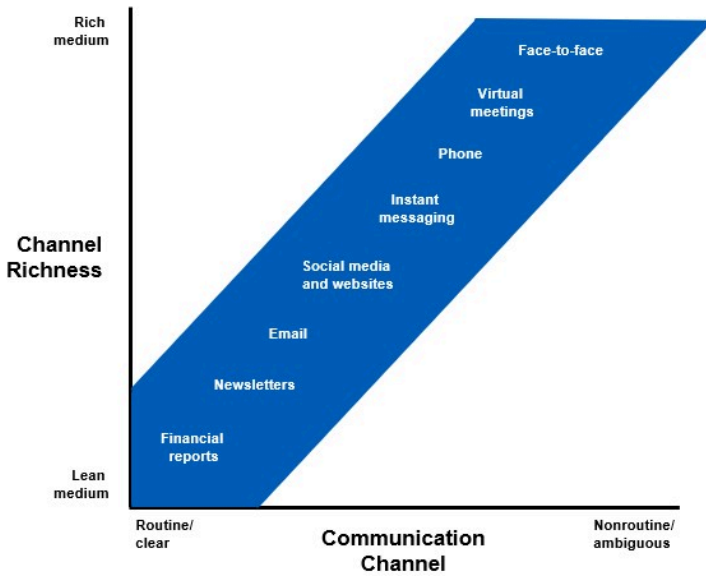 Rich
medium
Face-to-face
Virtual
meetings
Phone
Instant
messaging
Channel
Richness
Social media
and websites
Email
Newsletters
Financial
reports
Lean
medium
Routine/
clear
Communication
Channel
Nonroutine/
ambiguous